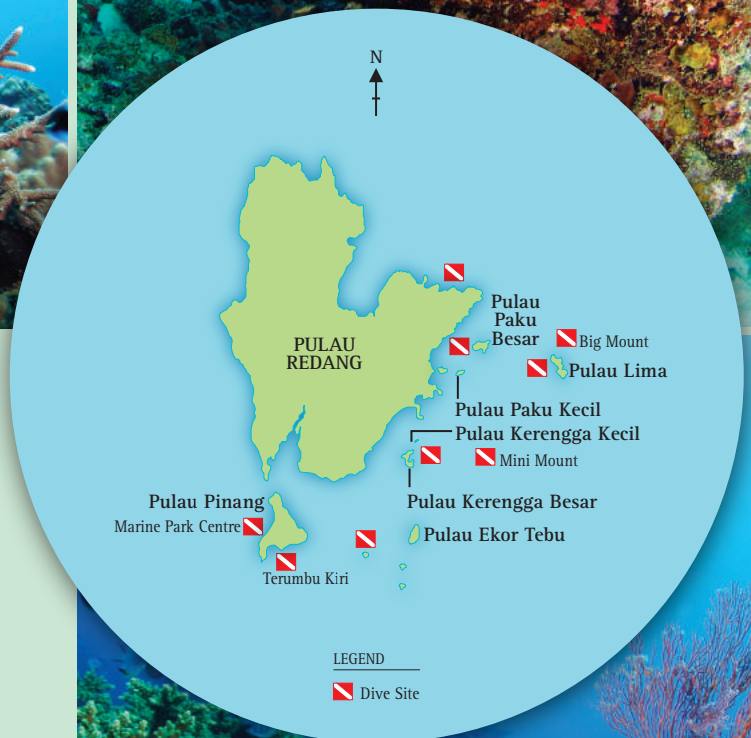 N
PULAU
REDANG
Pulau
Paku
Besar
Big Mount
Pulau Lima
Pulau Paku Kecil
Pulau Kerengga Kecil
Mini Mount
Pulau Kerengga Besar
Pulau Pinang
Marine Park Centre
Pulau Ekor Tebu
Terumbu Kiri
LEGEND
Dive Site